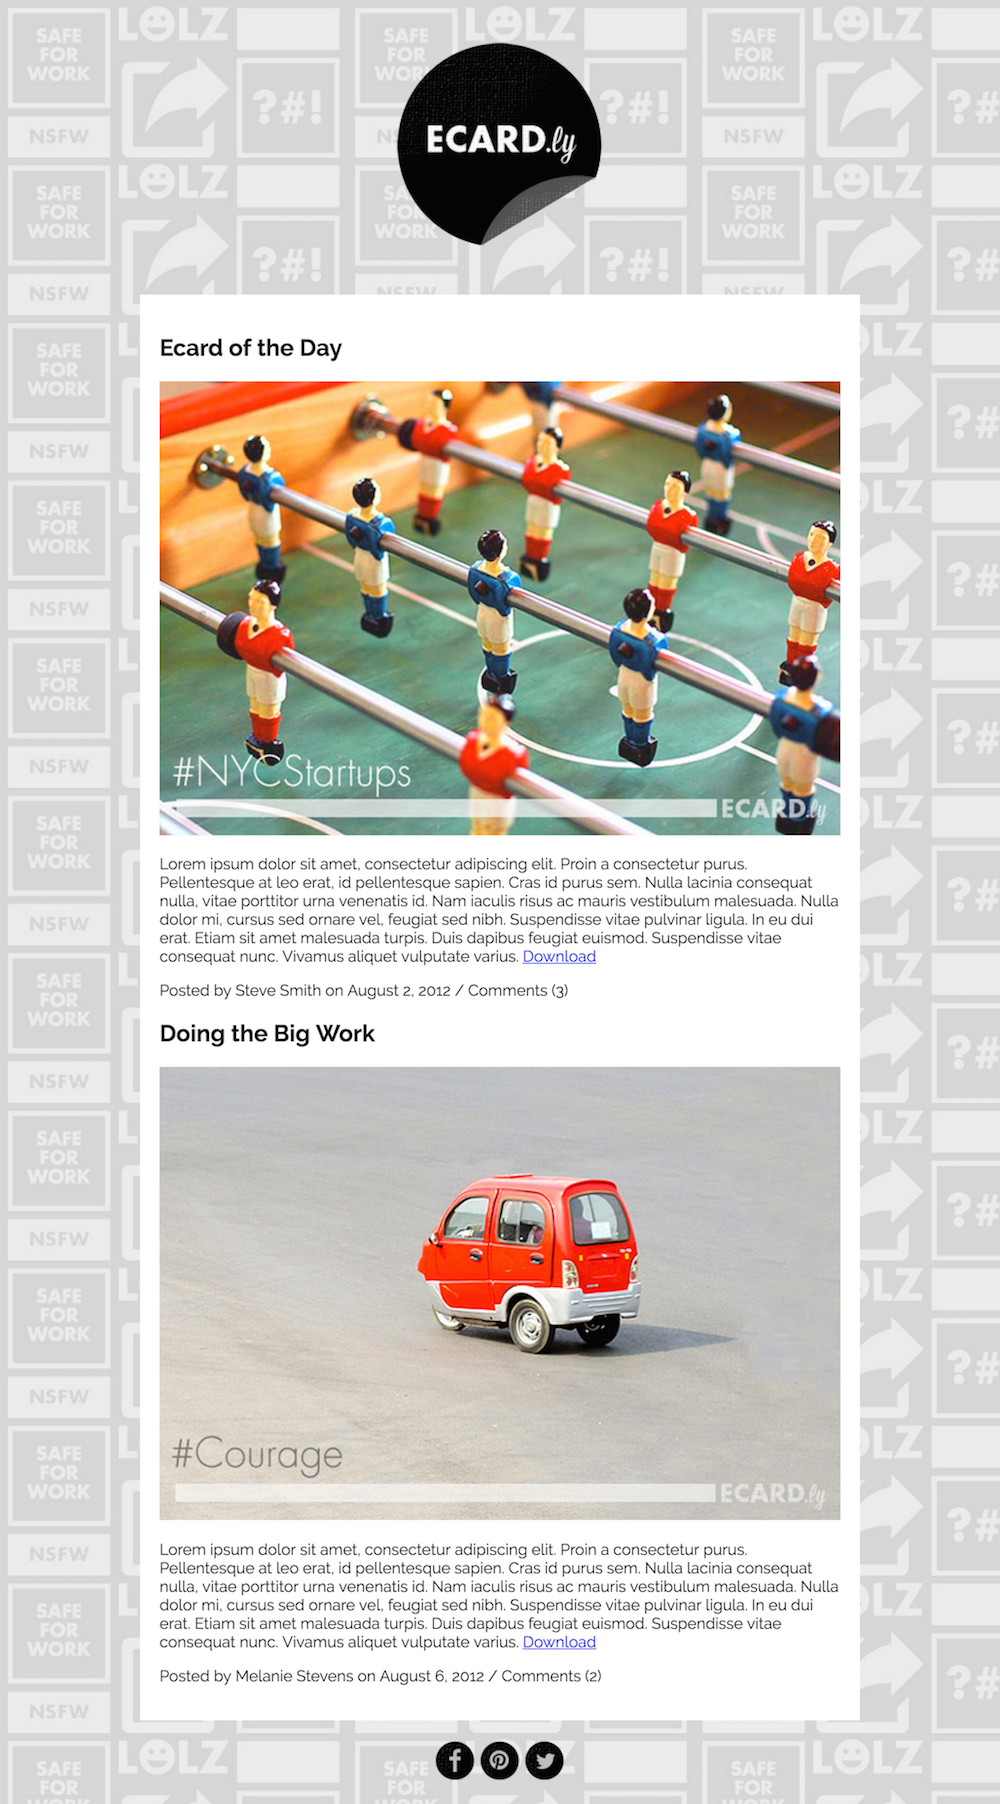 ECARD.ly
Ecard of the Day
#NYCStartups
ECARD.ly
Lorem ipsum dolor sit amet, consectetur adipiscing elit. Proin a consectetur purus.
Pellentesque at leo erat, id pellentesque sapien. Cras id purus sem. Nulla lacinia consequat
nulla, vitae porttitor urna venenatis id. Nam iaculis risus ac mauris vestibulum malesuada. Nulla
dolor mi, cursus sed ornare vel, feugiat sed nibh. Suspendisse vitae pulvinar ligula. In eu dui
erat. Etiam sit amet malesuada turpis. Duis dapibus feugiat euismod. Suspendisse vitae
consequat nunc. Vivamus aliquet vulputate varius. Download
Posted by Steve Smith on August 2, 2012 / Comments (3)
Doing the Big Work
#Courage
ECARD.ly
Lorem ipsum dolor sit amet, consectetur adipiscing elit. Proin a consectetur purus.
Pellentesque at leo erat, id pellentesque sapien. Cras id purus sem. Nulla lacinia consequat
nulla, vitae porttitor urna venenatis id. Nam iaculis risus ac mauris vestibulum malesuada. Nulla
dolor mi, cursus sed ornare vel, feugiat sed nibh. Suspendisse vitae pulvinar ligula. In eu dui
erat. Etiam sit amet malesuada turpis. Duis dapibus feugiat euismod. Suspendisse vitae
consequat nunc. Vivamus aliquet vulputate varius. Download
Posted by Melanie Stevens on August 6, 2012 / Comments (2)
SAFE
FOR
WORK
NSFW
LOLZ
?#!